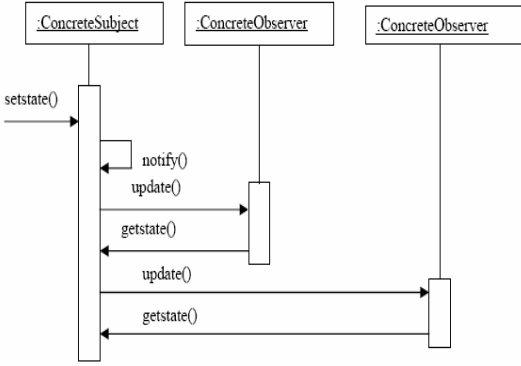 :ConcreteSubject
:ConcreteObserver
:ConcreteObserver
setstate()
notify()
update()
getstate()
update()
getstate()